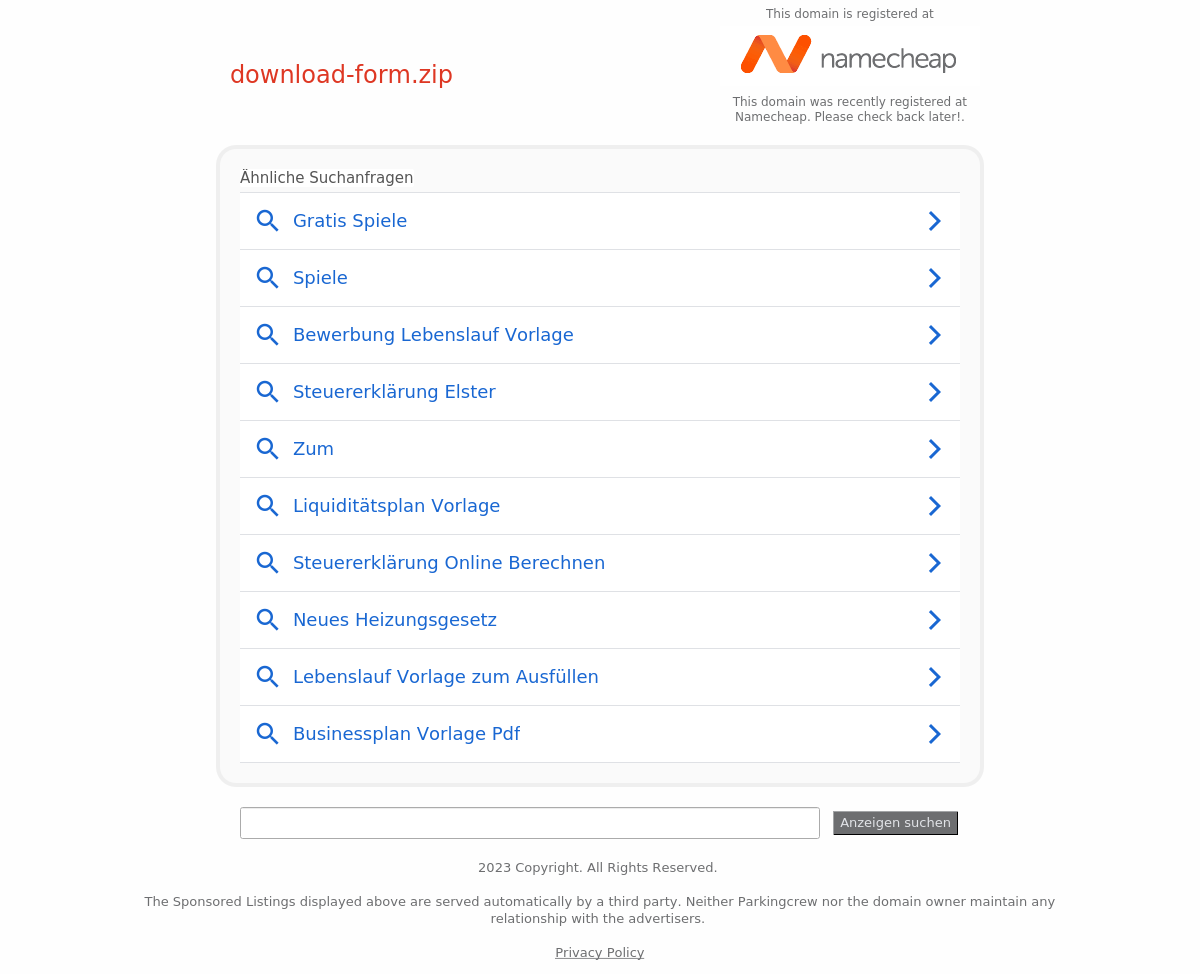 This domain is registered at
namecheap
download-form.zip
This domain was recently registered at
Namecheap. Please check back later!.
Ähnliche Suchanfragen
Gratis Spiele
Spiele
Bewerbung Lebenslauf Vorlage
Steuererklärung Elster
Zum
Liquiditätsplan Vorlage
Steuererklärung Online Berechnen
Neues Heizungsgesetz
Lebenslauf Vorlage zum Ausfüllen
Businessplan Vorlage Pdf
Anzeigen suchen
2023 Copyright. All Rights Reserved.
The Sponsored Listings displayed above are served automatically by a third party. Neither Parkingcrew nor the domain owner maintain any
relationship with the advertisers.
Privacy Policy